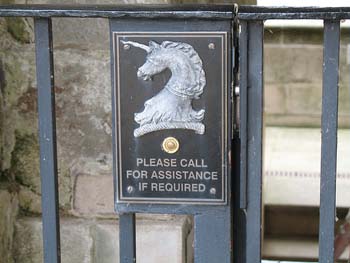 PLEASE CALL
FOR ASSISTANCE
IF REQUIRED